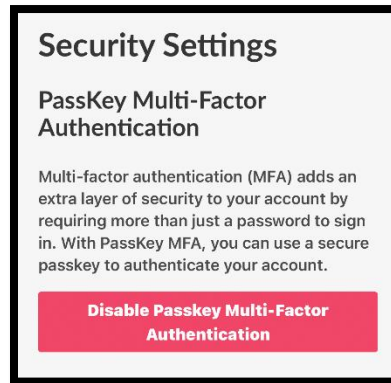 Security Settings
PassKey Multi-Factor
Authentication
Multi-factor authentication (MFA) adds an
extra layer of security to your account by
requiring more than just a password to sign
in. With PassKey MFA, you can use a secure
passkey to authenticate your account.
Disable Passkey Multi-Factor
Authentication